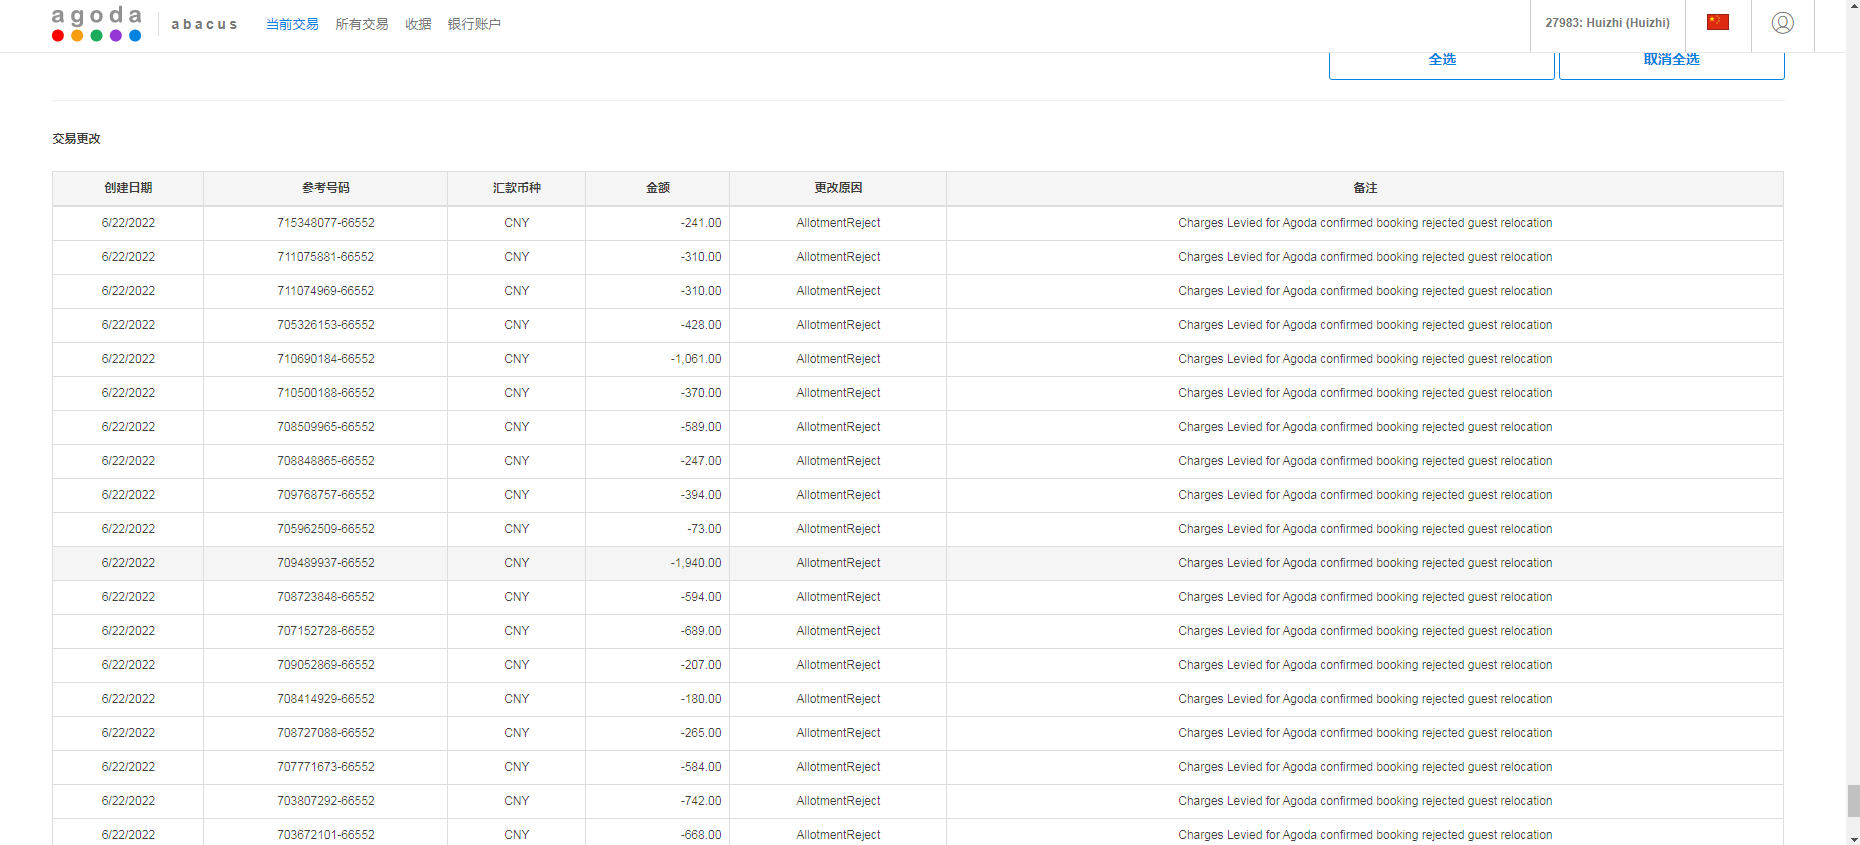 agoda abacus 当前交易 所有交易 收据 银行账户 27983: Huizhi (Huizhi)
全选 取消全选
交易更改
创建日期 参考号码 汇款币种 金额 更改原因 备注
6/22/2022 715348077-66552 CNY -241.00 AllotmentReject Charges Levied for Agoda confirmed booking rejected guest relocation
6/22/2022 711075881-66552 CNY -310.00 AllotmentReject Charges Levied for Agoda confirmed booking rejected guest relocation
6/22/2022 711074969-66552 CNY -310.00 AllotmentReject Charges Levied for Agoda confirmed booking rejected guest relocation
6/22/2022 705326153-66552 CNY -428.00 AllotmentReject Charges Levied for Agoda confirmed booking rejected guest relocation
6/22/2022 710690184-66552 CNY -1,061.00 AllotmentReject Charges Levied for Agoda confirmed booking rejected guest relocation
6/22/2022 710500188-66552 CNY -370.00 AllotmentReject Charges Levied for Agoda confirmed booking rejected guest relocation
6/22/2022 708509965-66552 CNY -589.00 AllotmentReject Charges Levied for Agoda confirmed booking rejected guest relocation
6/22/2022 708848865-66552 CNY -247.00 AllotmentReject Charges Levied for Agoda confirmed booking rejected guest relocation
6/22/2022 709768757-66552 CNY -394.00 AllotmentReject Charges Levied for Agoda confirmed booking rejected guest relocation
6/22/2022 705962509-66552 CNY -73.00 AllotmentReject Charges Levied for Agoda confirmed booking rejected guest relocation
6/22/2022 709489937-66552 CNY -1,940.00 AllotmentReject Charges Levied for Agoda confirmed booking rejected guest relocation
6/22/2022 708723848-66552 CNY -594.00 AllotmentReject Charges Levied for Agoda confirmed booking rejected guest relocation
6/22/2022 707152728-66552 CNY -689.00 AllotmentReject Charges Levied for Agoda confirmed booking rejected guest relocation
6/22/2022 709052869-66552 CNY -207.00 AllotmentReject Charges Levied for Agoda confirmed booking rejected guest relocation
6/22/2022 708414929-66552 CNY -180.00 AllotmentReject Charges Levied for Agoda confirmed booking rejected guest relocation
6/22/2022 708727088-66552 CNY -265.00 AllotmentReject Charges Levied for Agoda confirmed booking rejected guest relocation
6/22/2022 707771673-66552 CNY -584.00 AllotmentReject Charges Levied for Agoda confirmed booking rejected guest relocation
6/22/2022 703807292-66552 CNY -742.00 AllotmentReject Charges Levied for Agoda confirmed booking rejected guest relocation
6/22/2022 703672101-66552 CNY -668.00 AllotmentReject Charges Levied for Agoda confirmed booking rejected guest relocation